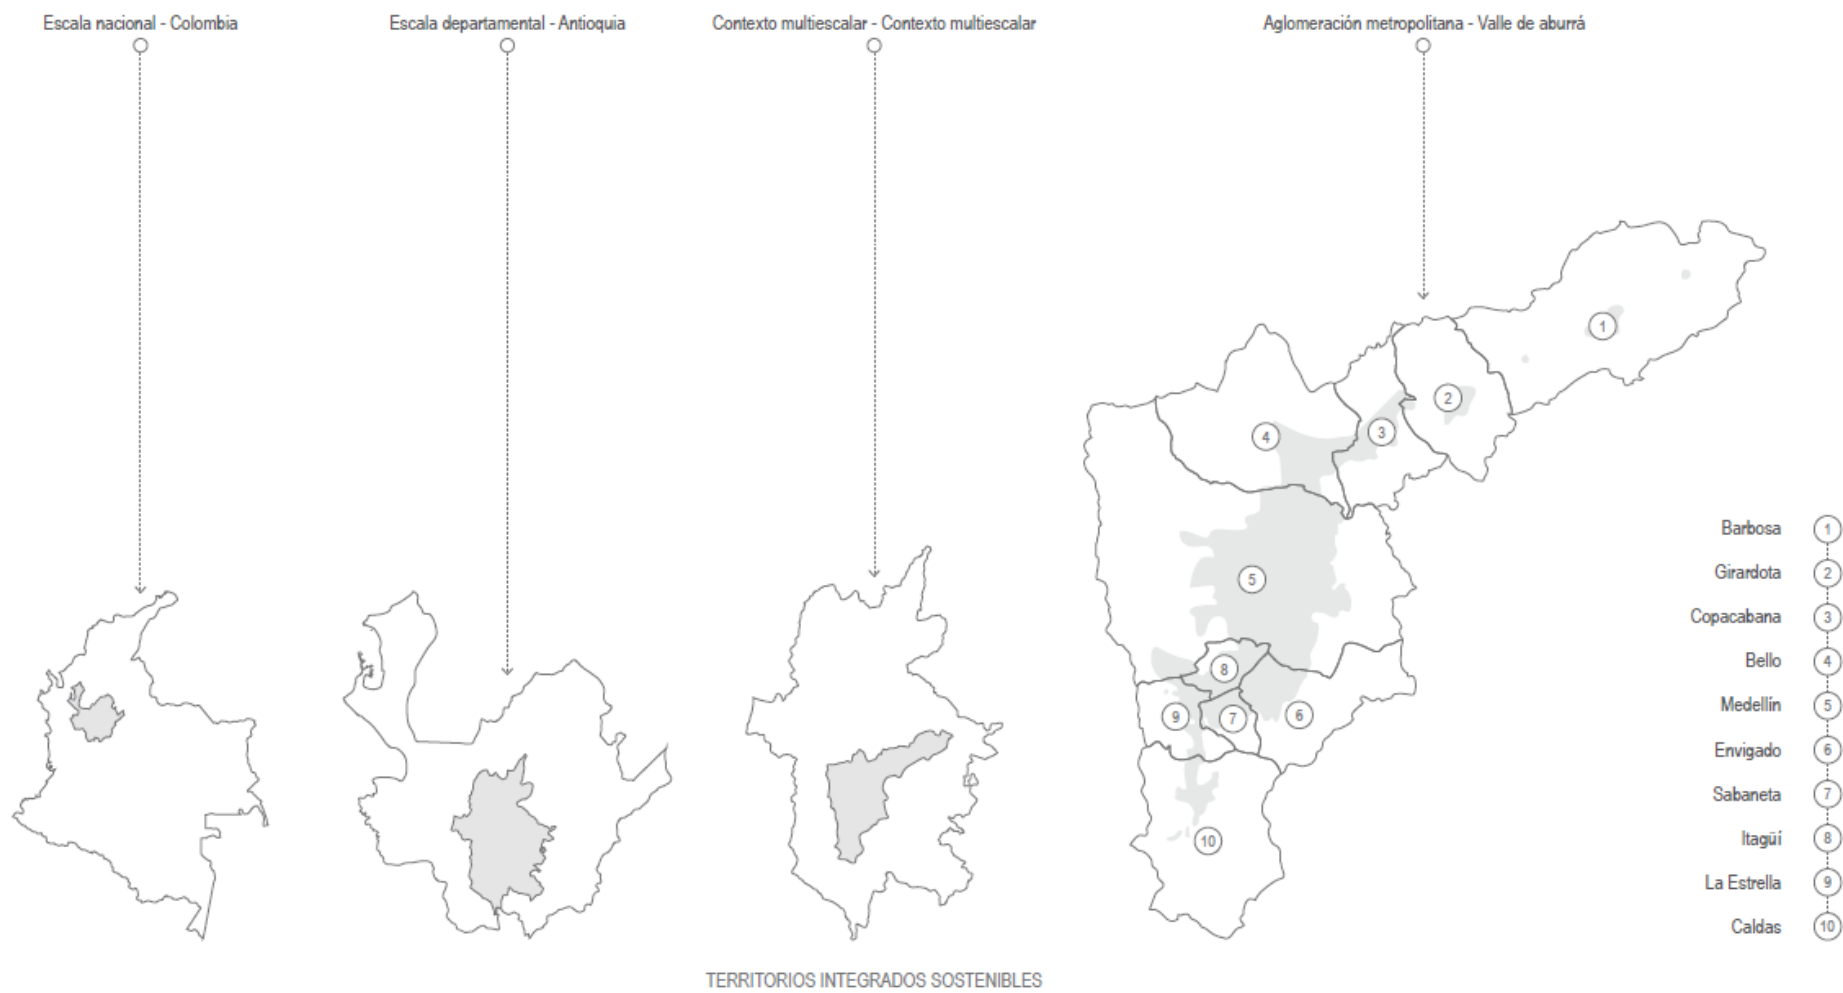 Escala nacional - Colombia
Escala departamental - Antioquia
Contexto multiescalar - Contexto multiescalar
Aglomeración metropolitana - Valle de aburrá
1
2
3
4
5
8
9
7
6
10
Barbosa 1
Girardota 2
Copacabana 3
Bello 4
Medellín 5
Envigado 6
Sabaneta 7
Itagüí 8
La Estrella 9
Caldas 10
TERRITORIOS INTEGRADOS SOSTENIBLES